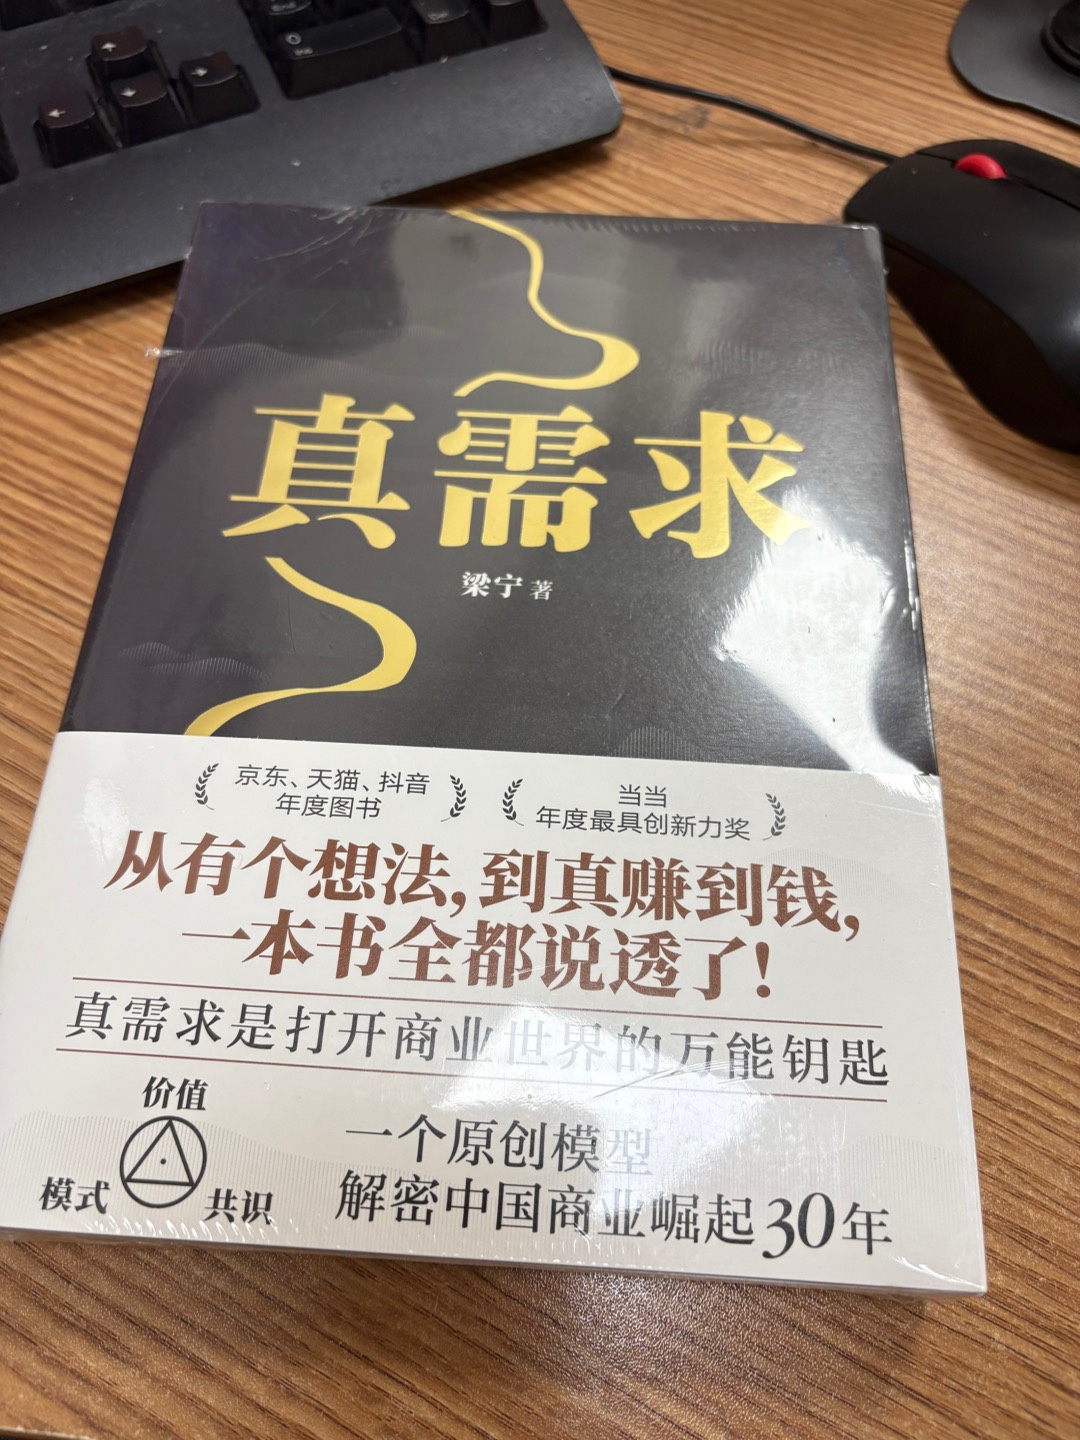 真需求
梁宁 著
京东、天猫、抖音
年度图书
当当
年度最具创新力奖
从有个想法,到真赚到钱,
一本书全都说透了!
真需求是打开商业世界的万能钥匙
价值
模式
共识
一个原创模型
解密中国商业崛起30年